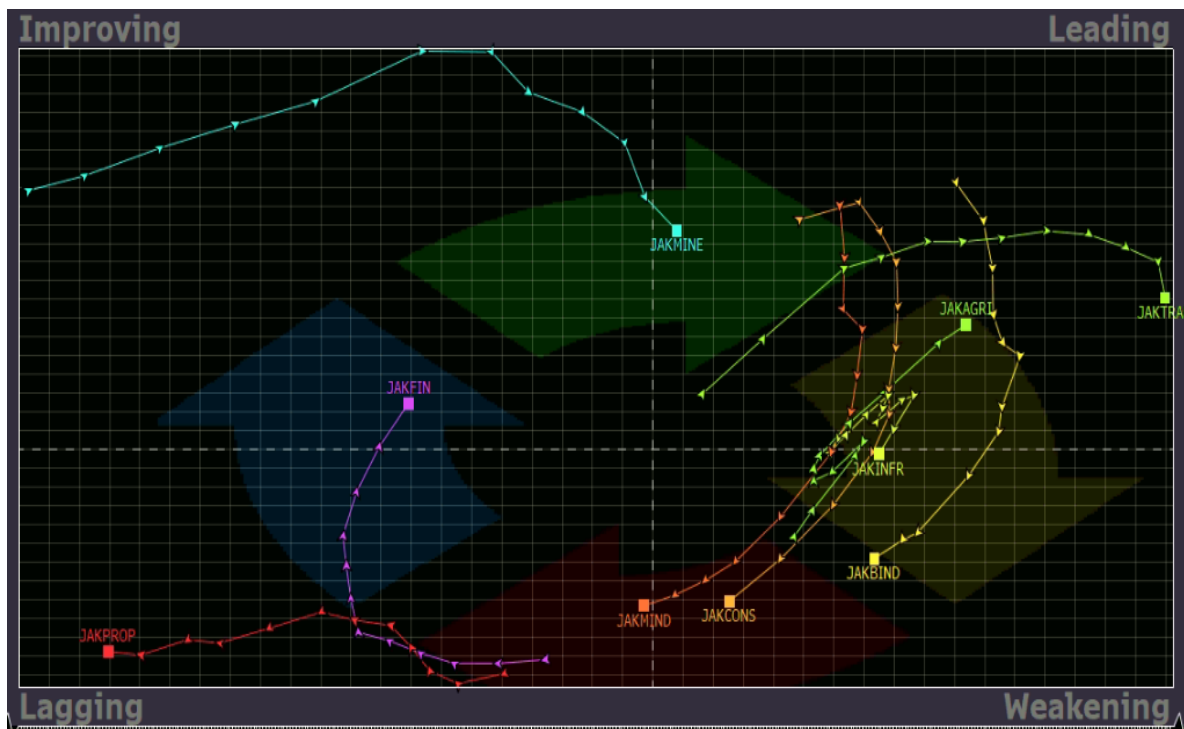 Improving
Leading
JAKMINE
JAKAGRI
JAKTRA
JAKFIN
JAKINFR
JAKBIND
JAKMIND
JAKCONS
JAKPROP
Lagging
Weakening